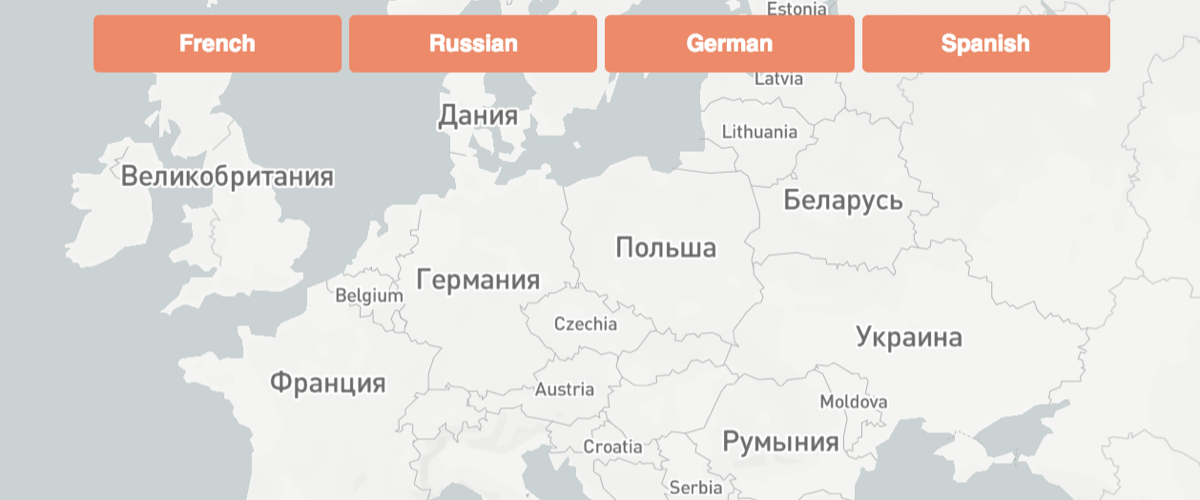 Estonia
French
Russian
German
Spanish
Latvia
Дания
Lithuania
Великобритания
Беларусь
Польша
Германия
Belgium
Czechia
Украина
Франция
Austria
Moldova
Румыния
Croatia
Serbia